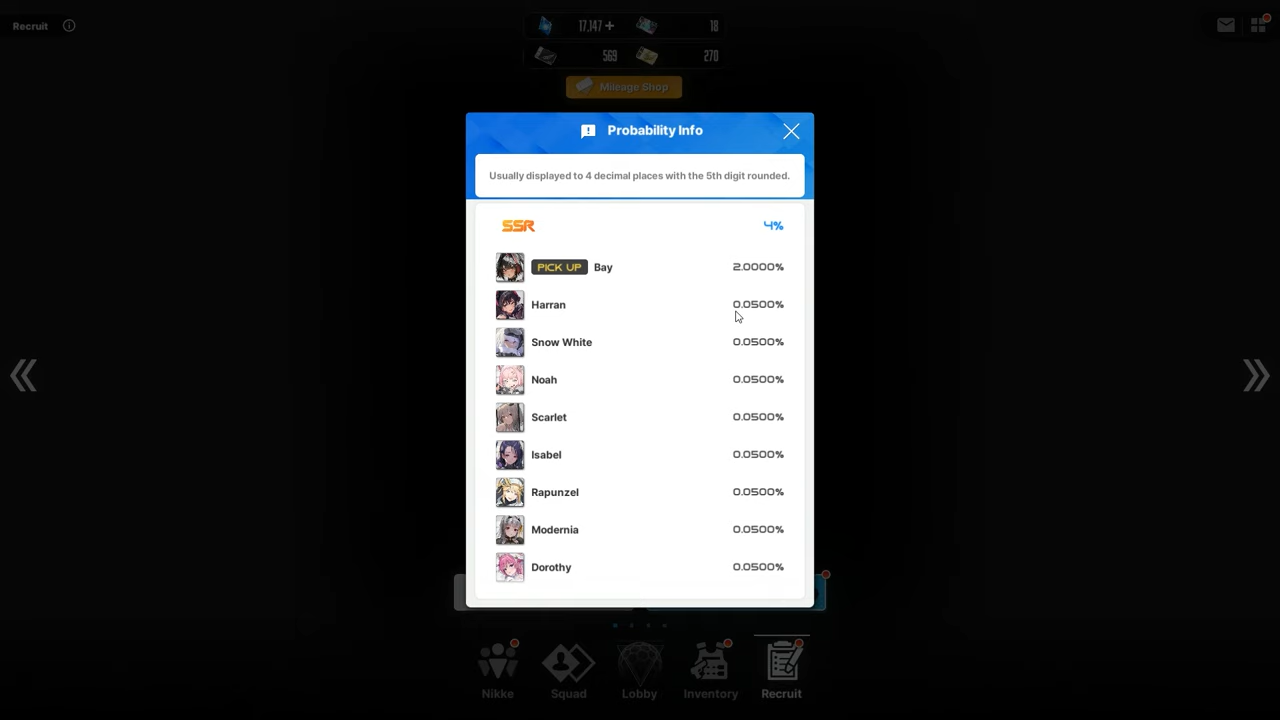 Recruit
17,147 +
18
569
270
Mileage Shop
Probability Info
Usually displayed to 4 decimal places with the 5th digit rounded.
SSR 4%
PICK UP Bay 2.0000%
Harran 0.0500%
Snow White 0.0500%
Noah 0.0500%
Scarlet 0.0500%
Isabel 0.0500%
Rapunzel 0.0500%
Modernia 0.0500%
Dorothy 0.0500%
Nikke
Squad
Lobby
Inventory
Recruit